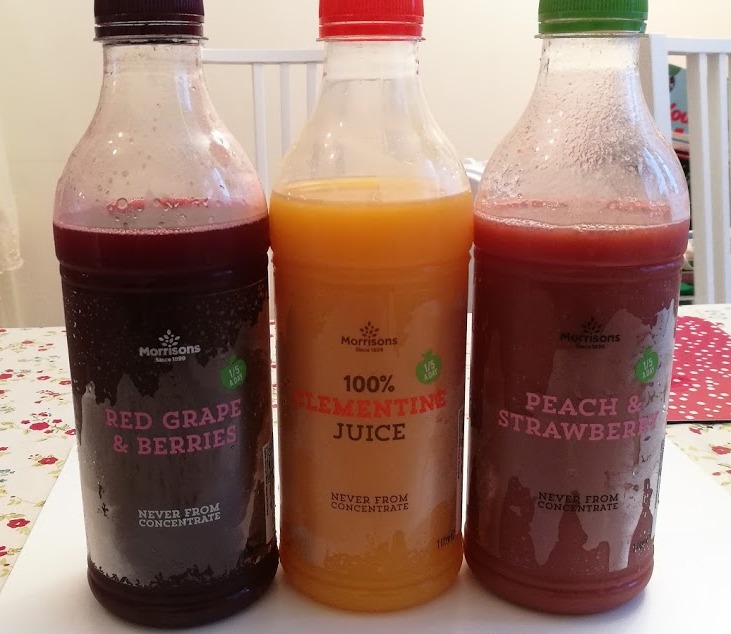 Morrisons
Since 1899
1/5
A DAY
RED GRAPE
& BERRIES
NEVER FROM
CONCENTRATE
Morrisons
Since 1899
1/5
A DAY
100%
CLEMENTINE
JUICE
NEVER FROM
CONCENTRATE
Morrisons
Since 1899
1/5
A DAY
PEACH &
STRAWBERRY
NEVER FROM
CONCENTRATE